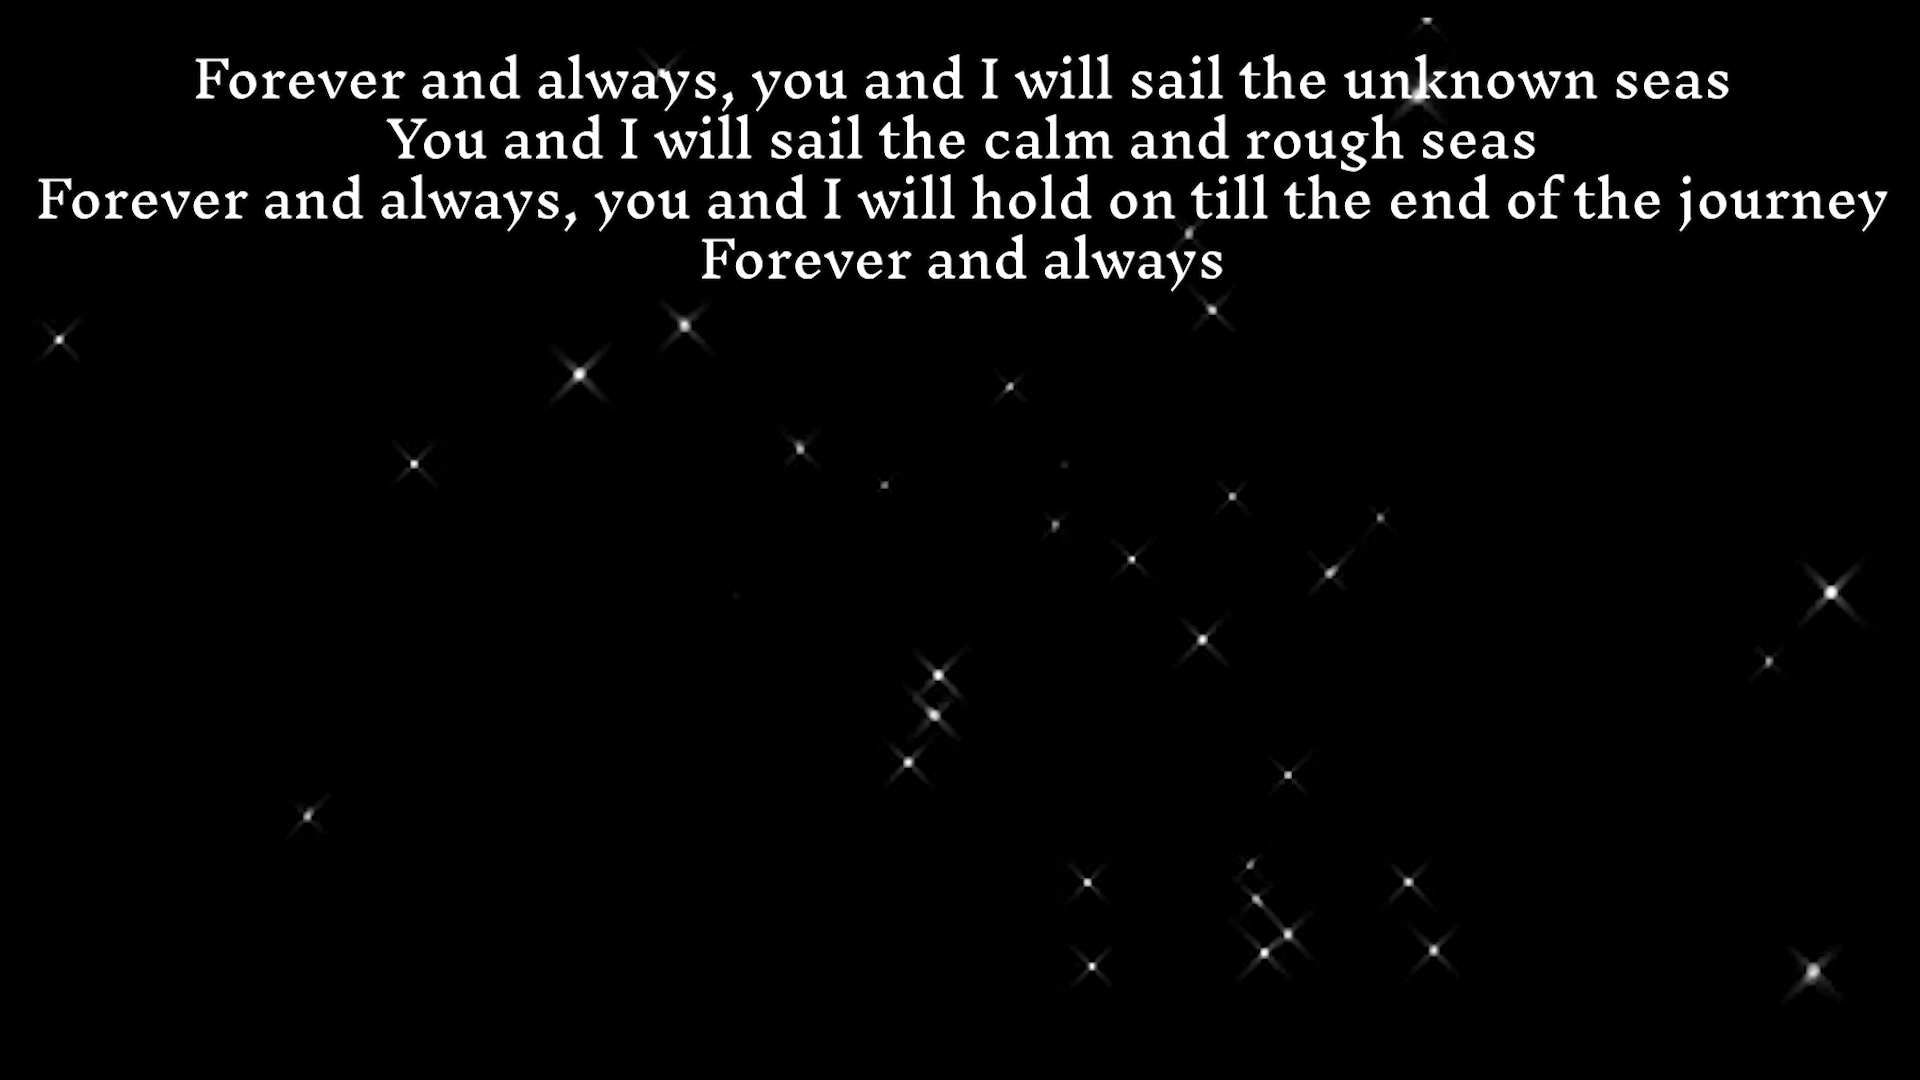 Forever and always, you and I will sail the unknown seas
You and I will sail the calm and rough seas
Forever and always, you and I will hold on till the end of the journey
Forever and always